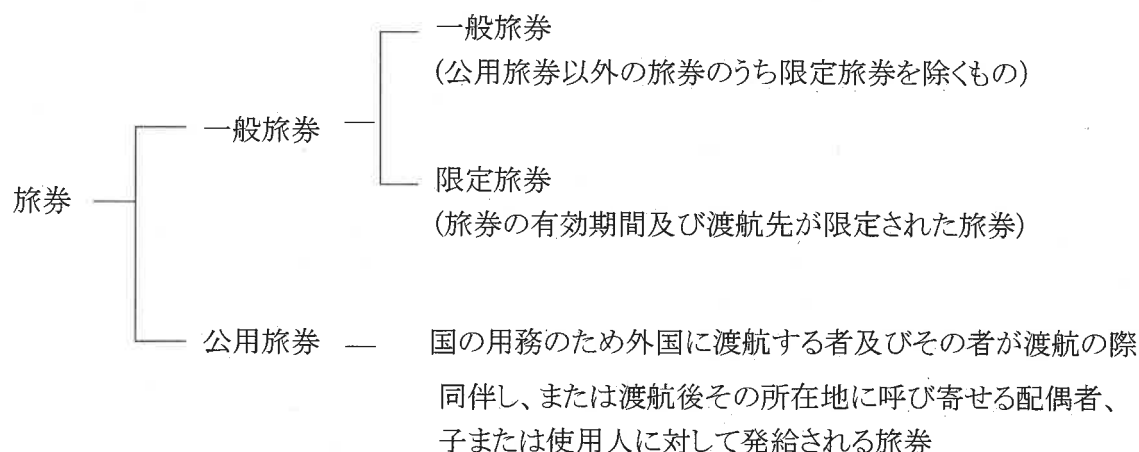 一般旅券
(公用旅券以外の旅券のうち限定旅券を除くもの)
一般旅券
限定旅券
(旅券の有効期間及び渡航先が限定された旅券)
旅券
公用旅券
国の用務のため外国に渡航する者及びその者が渡航の際
同伴し、または渡航後その所在地に呼び寄せる配偶者、
子または使用人に対して発給される旅券